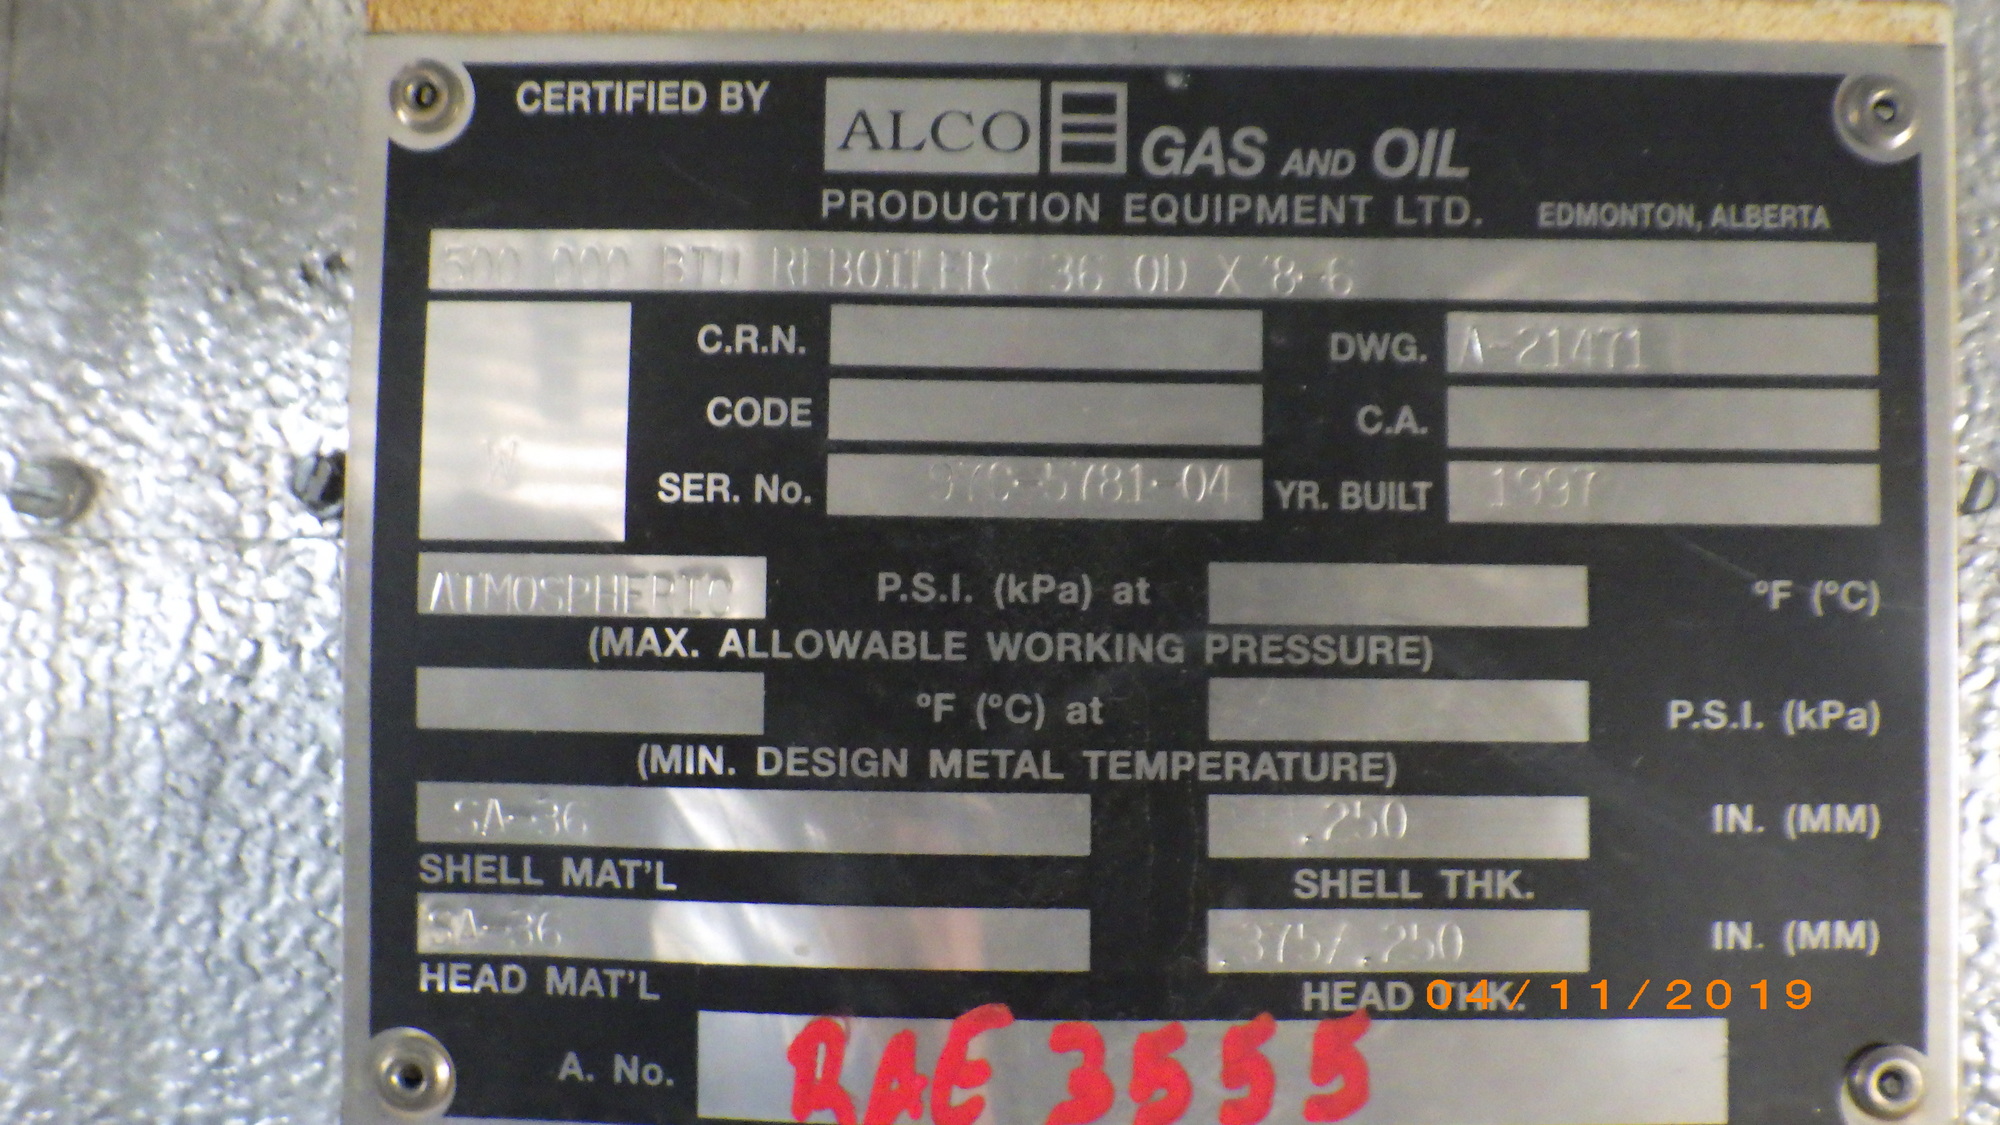 CERTIFIED BY ALCO GAS AND OIL
PRODUCTION EQUIPMENT LTD. EDMONTON, ALBERTA
500 000 BTU REBOILER 36 OD X 8-6
C.R.N. DWG. A-21471
CODE C.A.
W
SER. No. 97C-5781-04 YR. BUILT 1997
ATMOSPHERIC P.S.I. (kPa) at °F (°C)
(MAX. ALLOWABLE WORKING PRESSURE)
°F (°C) at P.S.I. (kPa)
(MIN. DESIGN METAL TEMPERATURE)
SA-36 .250 IN. (MM)
SHELL MAT'L SHELL THK.
SA-36 .375/.250 IN. (MM)
HEAD MAT'L HEAD THK.
04/11/2019
A. No. RAE 3555